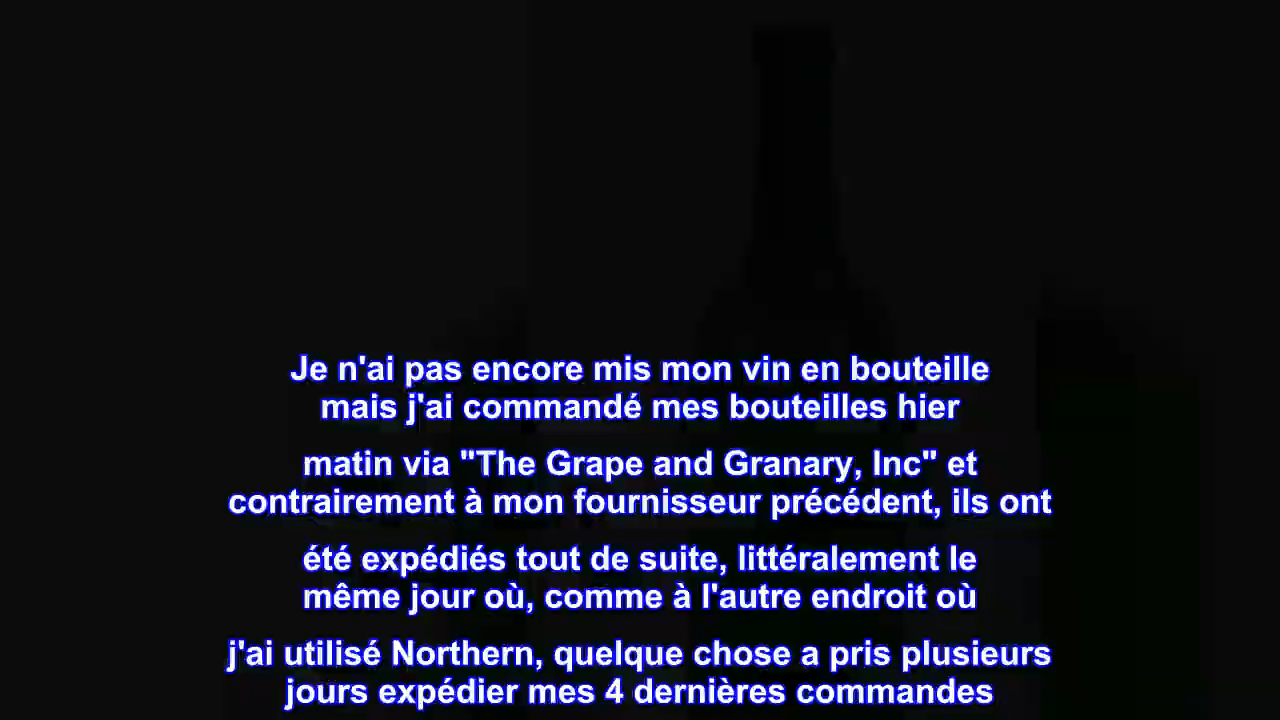 Je n'ai pas encore mis mon vin en bouteille
mais j'ai commandé mes bouteilles hier
matin via "The Grape and Granary, Inc" et
contrairement à mon fournisseur précédent, ils ont
été expédiés tout de suite, littéralement le
même jour où, comme à l'autre endroit où
j'ai utilisé Northern, quelque chose a pris plusieurs
jours expédier mes 4 dernières commandes